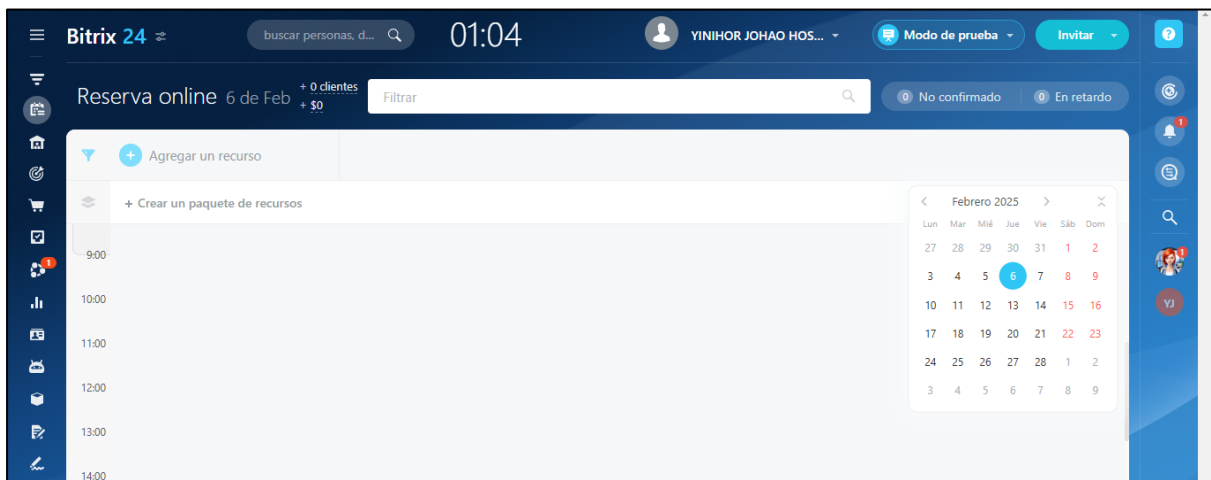 Bitrix 24
buscar personas, d...
01:04
YINIHOR JOHAO HOS...
Modo de prueba
Invitar
?
Reserva online 6 de Feb
+ 0 clientes
+ $0
Filtrar
0 No confirmado
0 En retardo
1
+ Agregar un recurso
+ Crear un paquete de recursos
Febrero 2025
Lun Mar Mié Jue Vie Sáb Dom
27 28 29 30 31 1 2
3 4 5 6 7 8 9
10 11 12 13 14 15 16
17 18 19 20 21 22 23
24 25 26 27 28 1 2
3 4 5 6 7 8 9
9:00
10:00
11:00
12:00
13:00
14:00
1
1
YJ